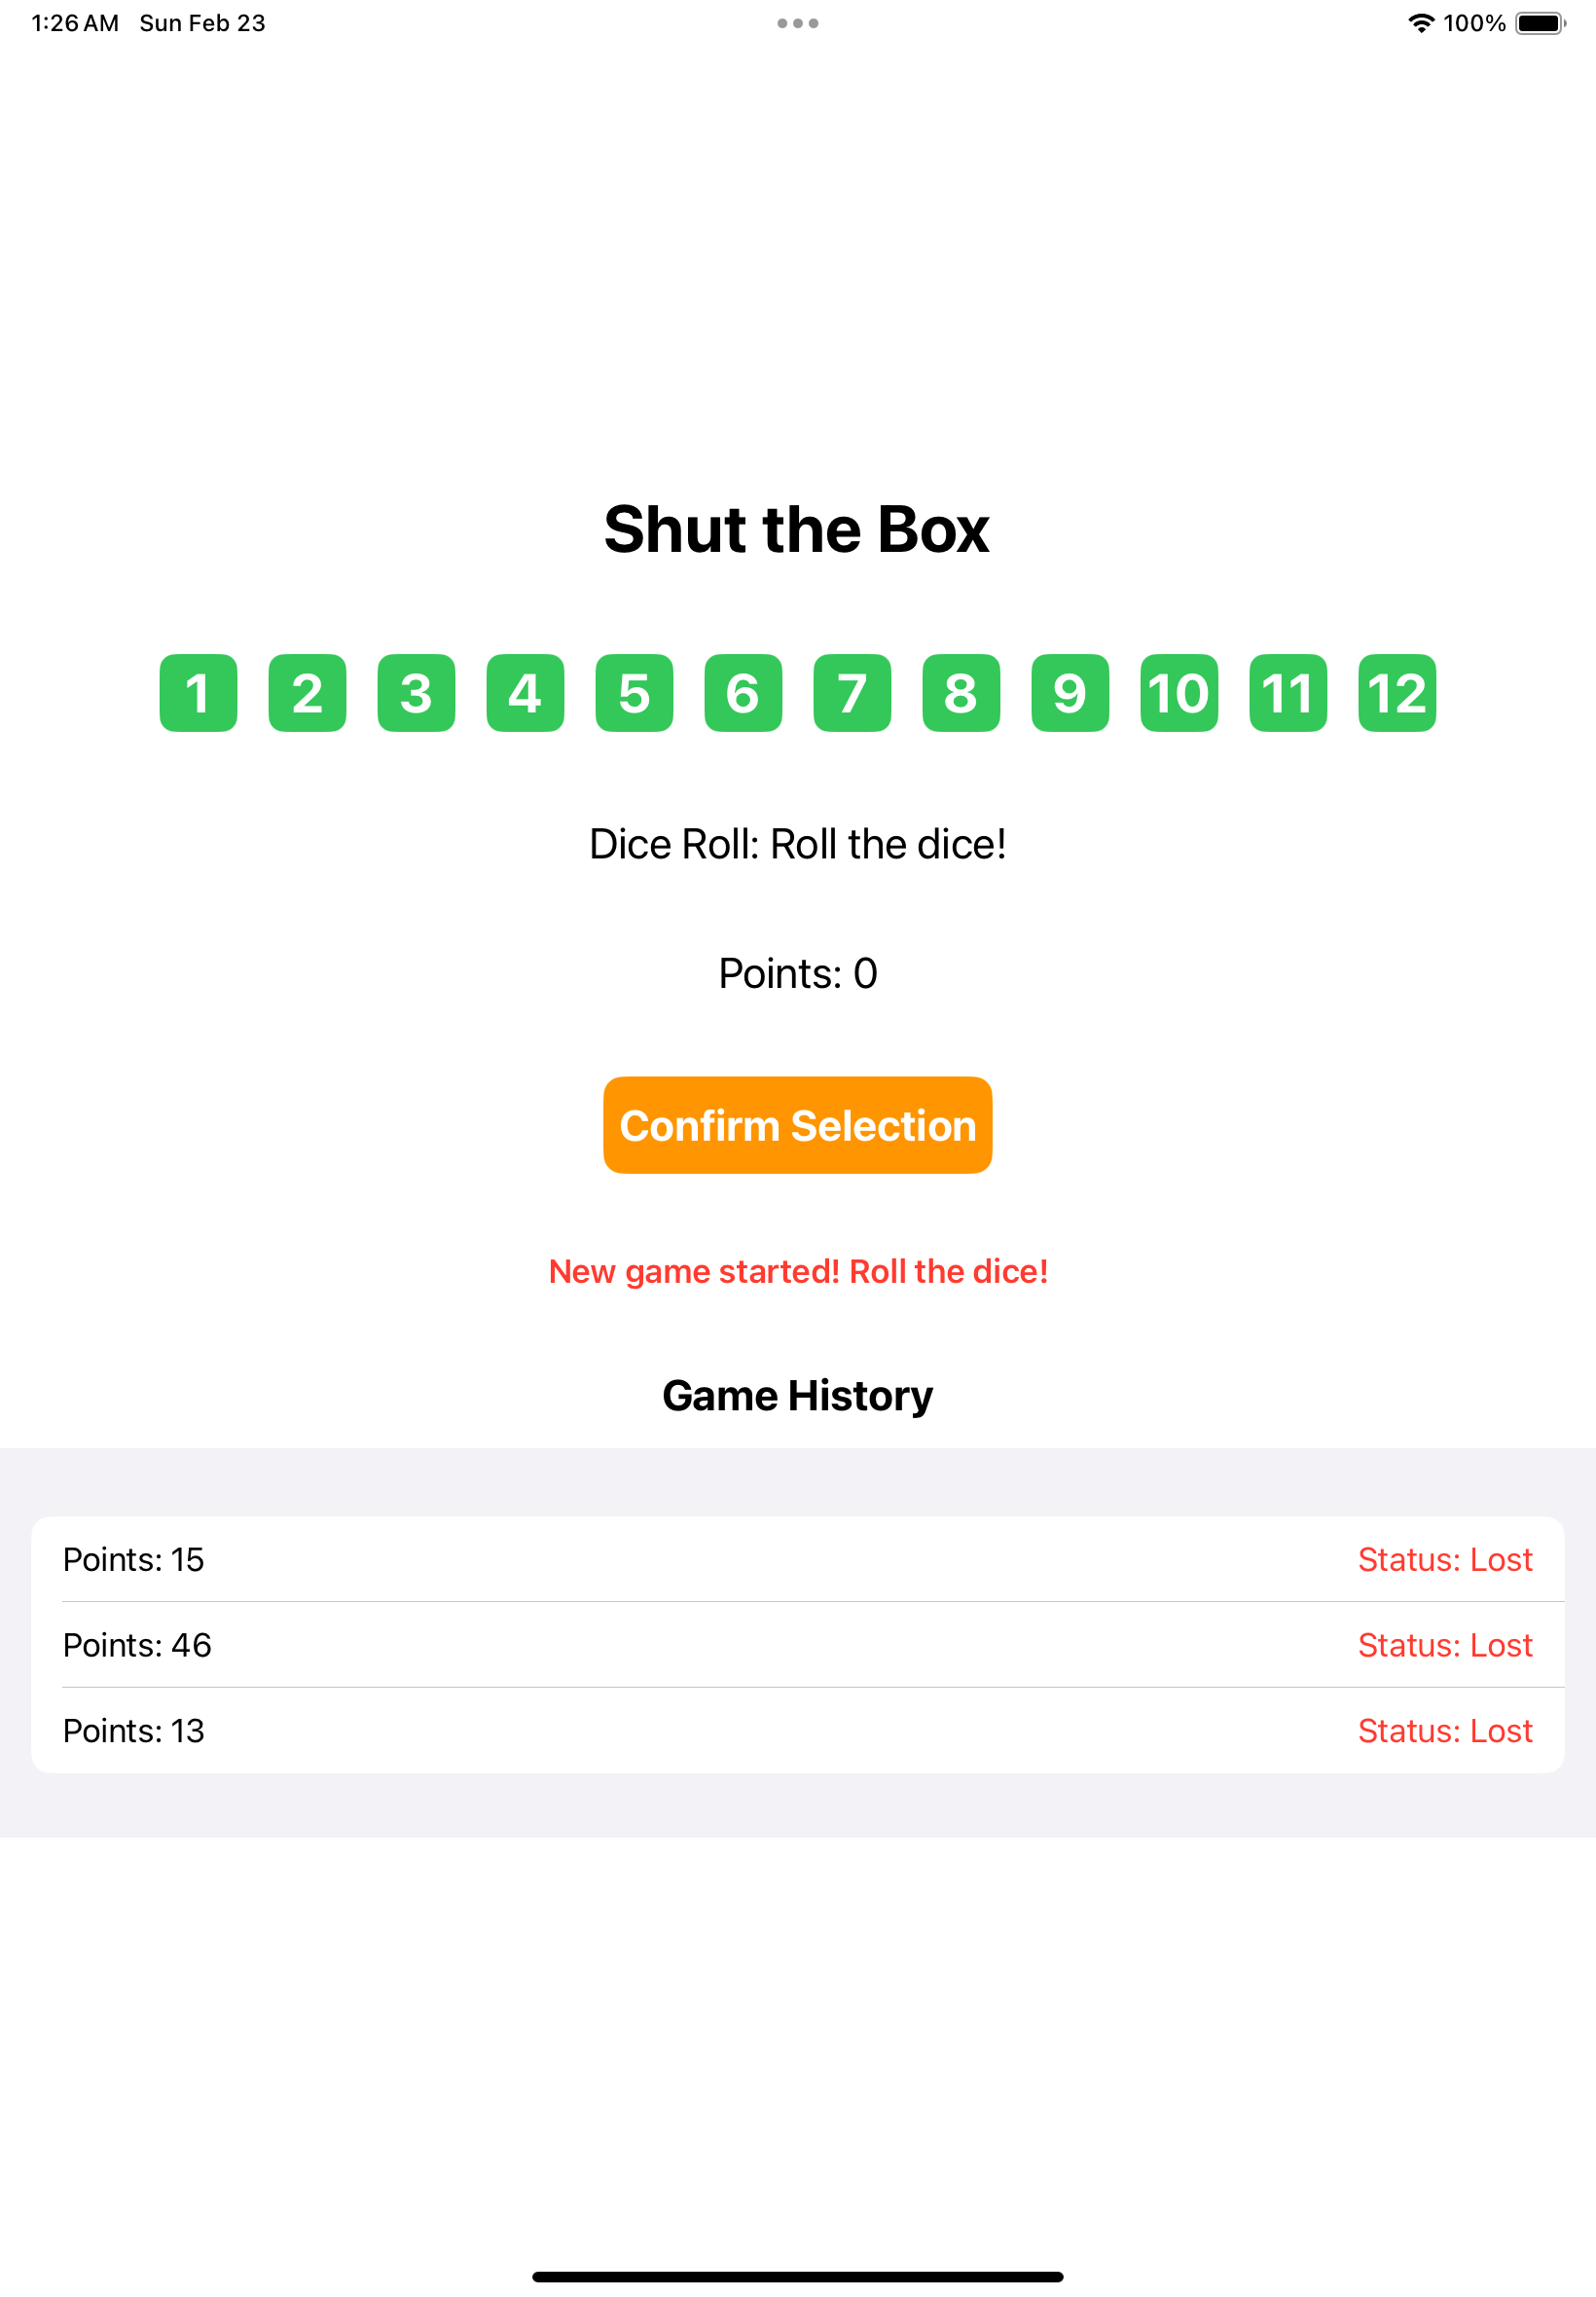 1:26 AM Sun Feb 23 100%
Shut the Box
1 2 3 4 5 6 7 8 9 10 11 12
Dice Roll: Roll the dice!
Points: 0
Confirm Selection
New game started! Roll the dice!
Game History
Points: 15 Status: Lost
Points: 46 Status: Lost
Points: 13 Status: Lost